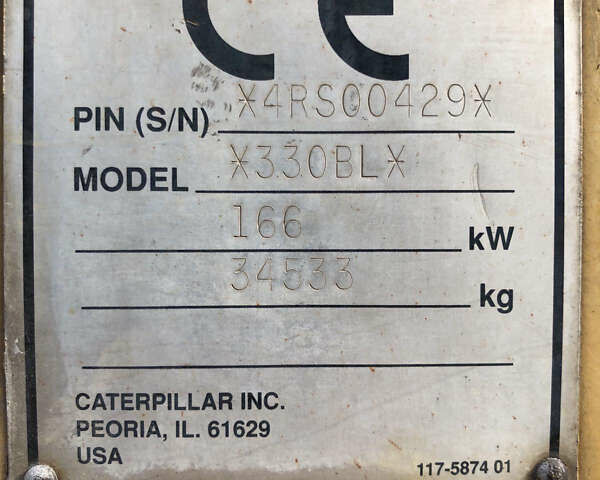 CE
PIN (S/N) *4RS00429*
MODEL *330BL*
166 kW
34533 kg
CATERPILLAR INC.
PEORIA, IL. 61629
USA
117-5874 01